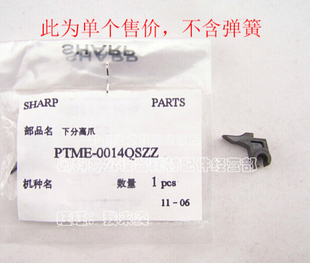 此为单个售价，不含弹簧
SHARP
SHARP PARTS
部品名 下分离爪
PTME-0014QSZZ
机种名 数量 1 pcs
11-06